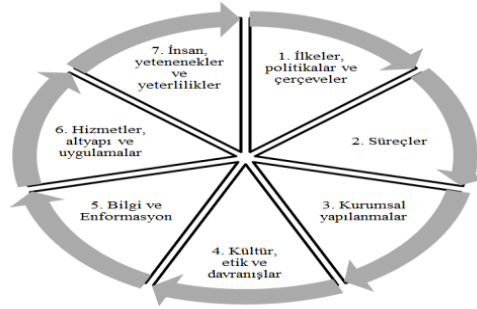 1. İlkeler,
politikalar ve
çerçeveler
2. Süreçler
3. Kurumsal
yapılanmalar
4. Kültür,
etik ve
davranışlar
5. Bilgi ve
Enformasyon
6. Hizmetler,
altyapı ve
uygulamalar
7. İnsan,
yetenenekler
ve
yeterlilikler